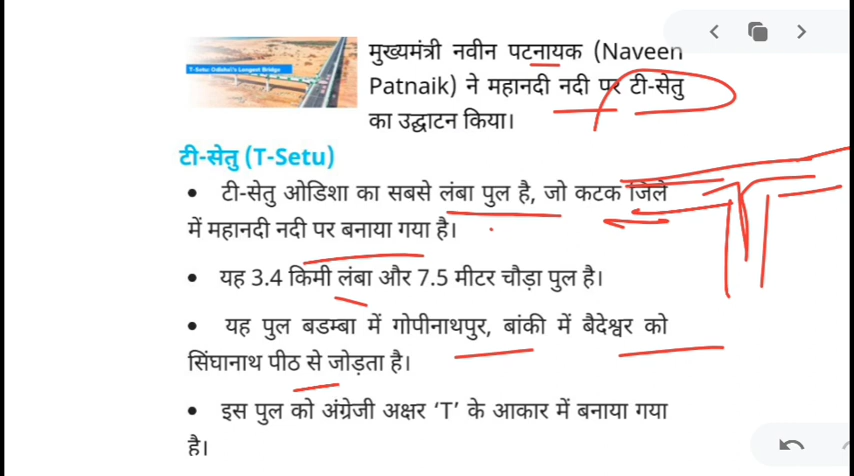 T-Setu: Odisha's Longest Bridge
मुख्यमंत्री नवीन पटनायक (Naveen
Patnaik) ने महानदी नदी पर टी-सेतु
का उद्घाटन किया।
टी-सेतु (T-Setu)
• टी-सेतु ओडिशा का सबसे लंबा पुल है, जो कटक जिले
में महानदी नदी पर बनाया गया है।
• यह 3.4 किमी लंबा और 7.5 मीटर चौड़ा पुल है।
• यह पुल बडम्बा में गोपीनाथपुर, बांकी में बैदेश्वर को
सिंघानाथ पीठ से जोड़ता है।
• इस पुल को अंग्रेजी अक्षर ‘T’ के आकार में बनाया गया
है।